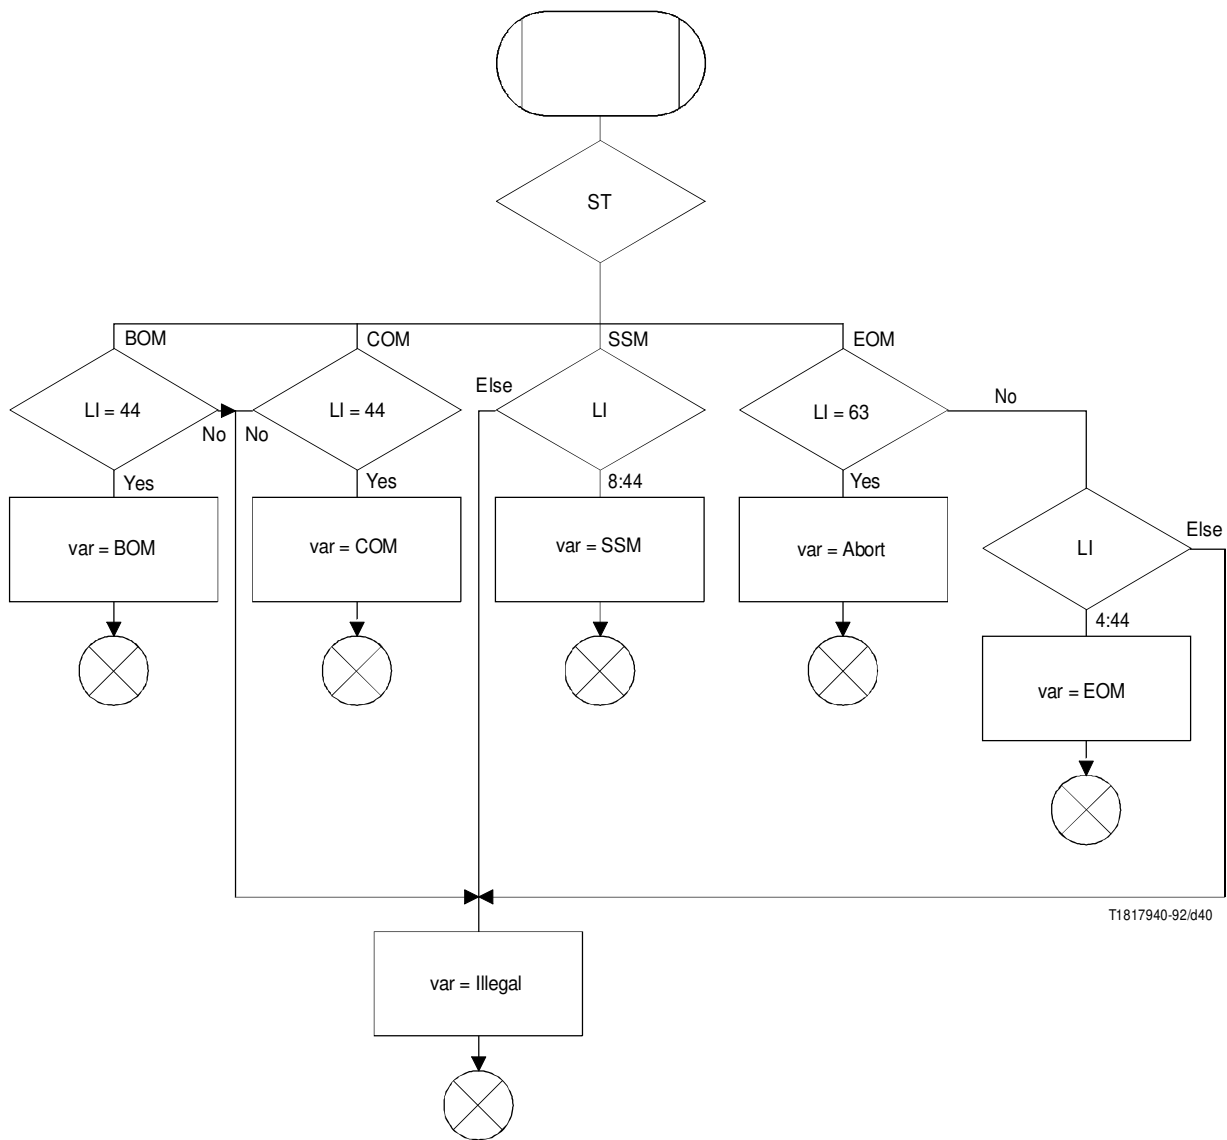 ST
BOM
COM
SSM
EOM
LI = 44
No
No
LI = 44
Else
LI
LI = 63
No
Yes
Yes
8:44
Yes
var = BOM
var = COM
var = SSM
var = Abort
LI
Else
4:44
var = EOM
T1817940-92/d40
var = Illegal